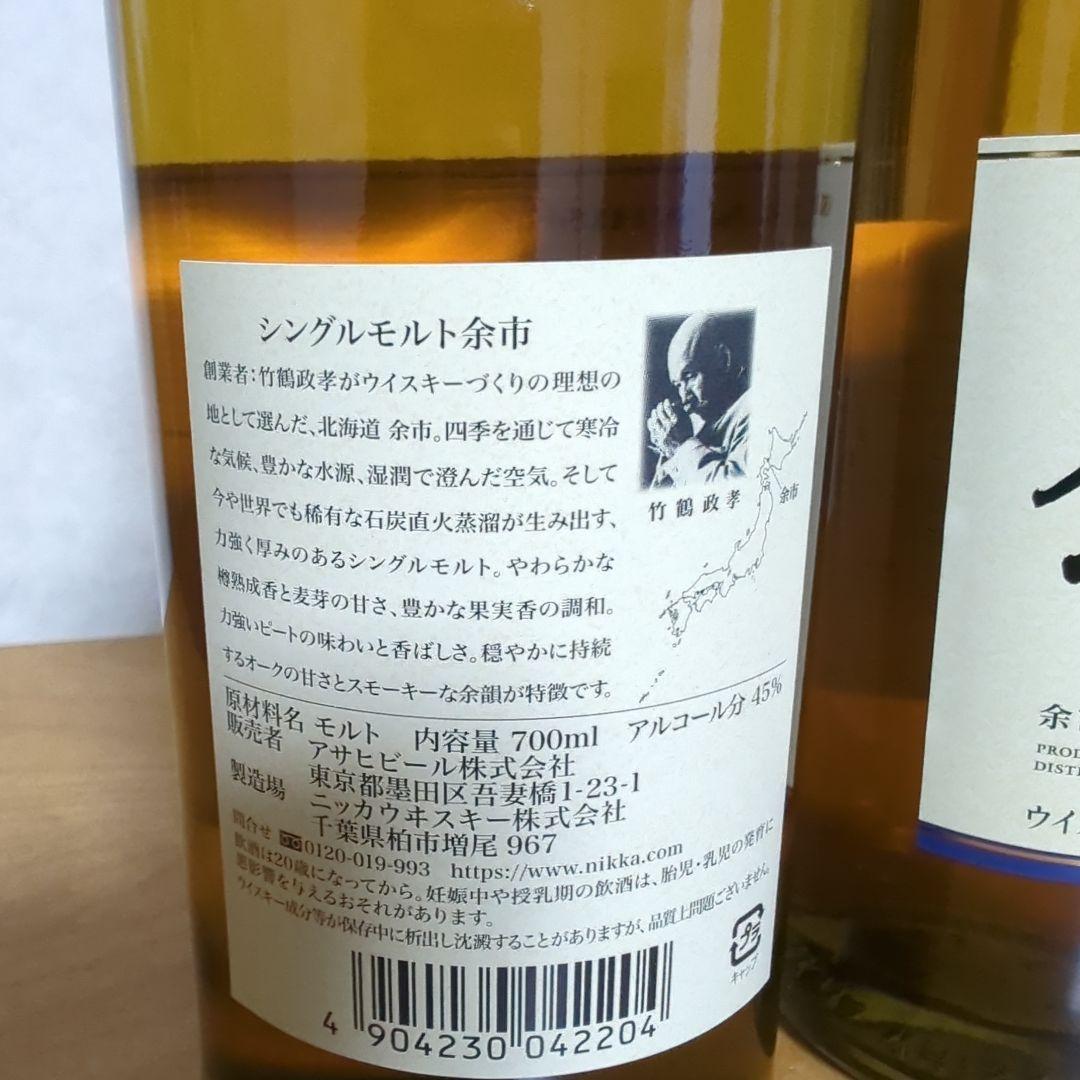 シングルモルト余市
創業者:竹鶴政孝がウイスキーづくりの理想の
地として選んだ、北海道 余市。四季を通じて寒冷
な気候、豊かな水源、湿潤で澄んだ空気。そして
今や世界でも稀有な石炭直火蒸溜が生み出す、
力強く厚みのあるシングルモルト。やわらかな
樽熟成香と麦芽の甘さ、豊かな果実香の調和。
力強いピートの味わいと香ばしさ。穏やかに持続
するオークの甘さとスモーキーな余韻が特徴です。
竹鶴政孝
余市
原材料名 モルト 内容量 700ml アルコール分 45%
販売者 アサヒビール株式会社
東京都墨田区吾妻橋1-23-1
製造場 ニッカウヰスキー株式会社
千葉県柏市増尾 967
問合せ 0120-019-993 https://www.nikka.com
飲酒は20歳になってから。妊娠中や授乳期の飲酒は、胎児・乳児の発育に
悪影響を与えるおそれがあります。
ウイスキー成分等が保存中に析出し沈澱することがありますが、品質上問題ございません。
プラ
キャップ
4 904230 042204
余
PROD
DISTI
ウイ